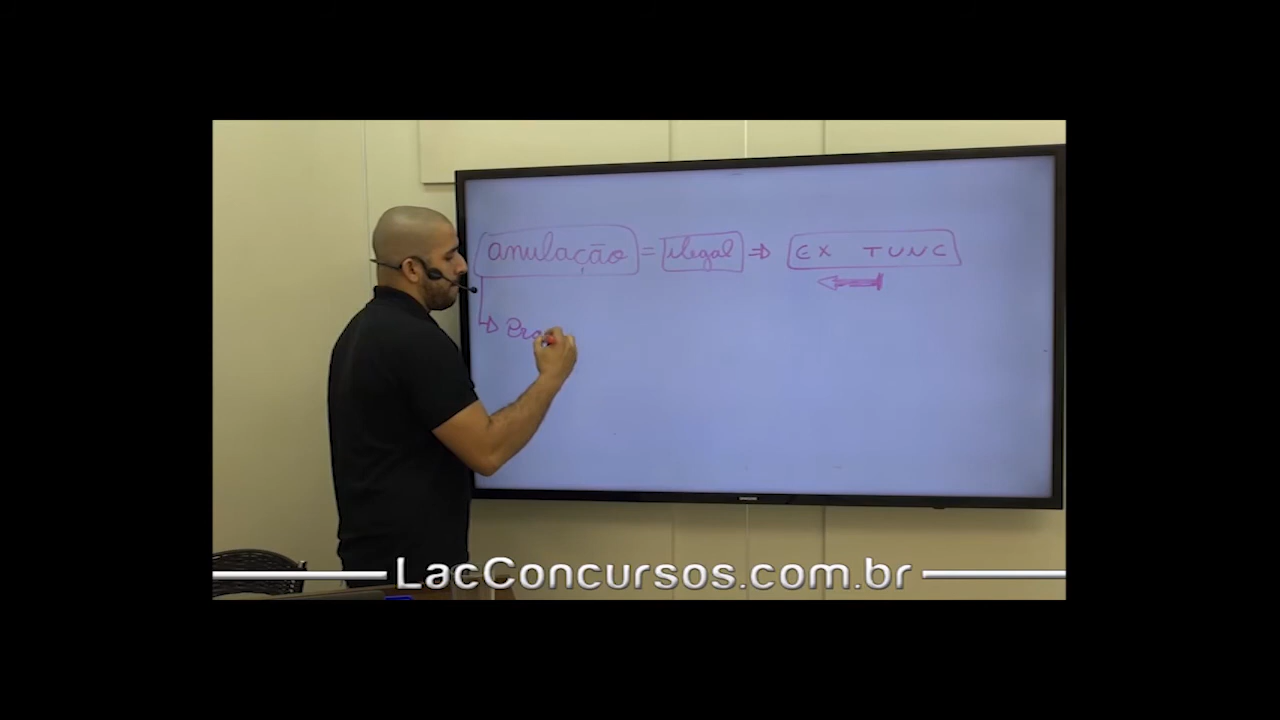 anulação = ilegal ⇒ EX TUNC
LacConcursos.com.br